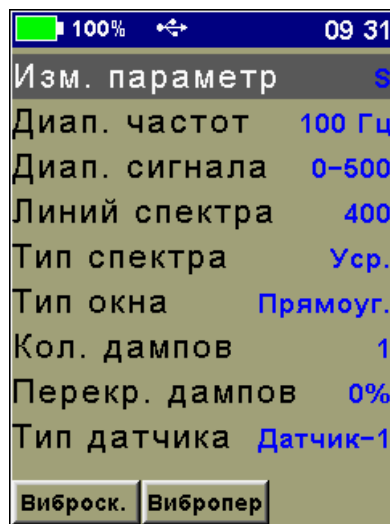 100% 09 31
Изм. параметр S
Диап. частот 100 Гц
Диап. сигнала 0-500
Линий спектра 400
Тип спектра Уср.
Тип окна Прямоуг.
Кол. дампов 1
Перекр. дампов 0%
Тип датчика Датчик-1
Виброск. Вибропер